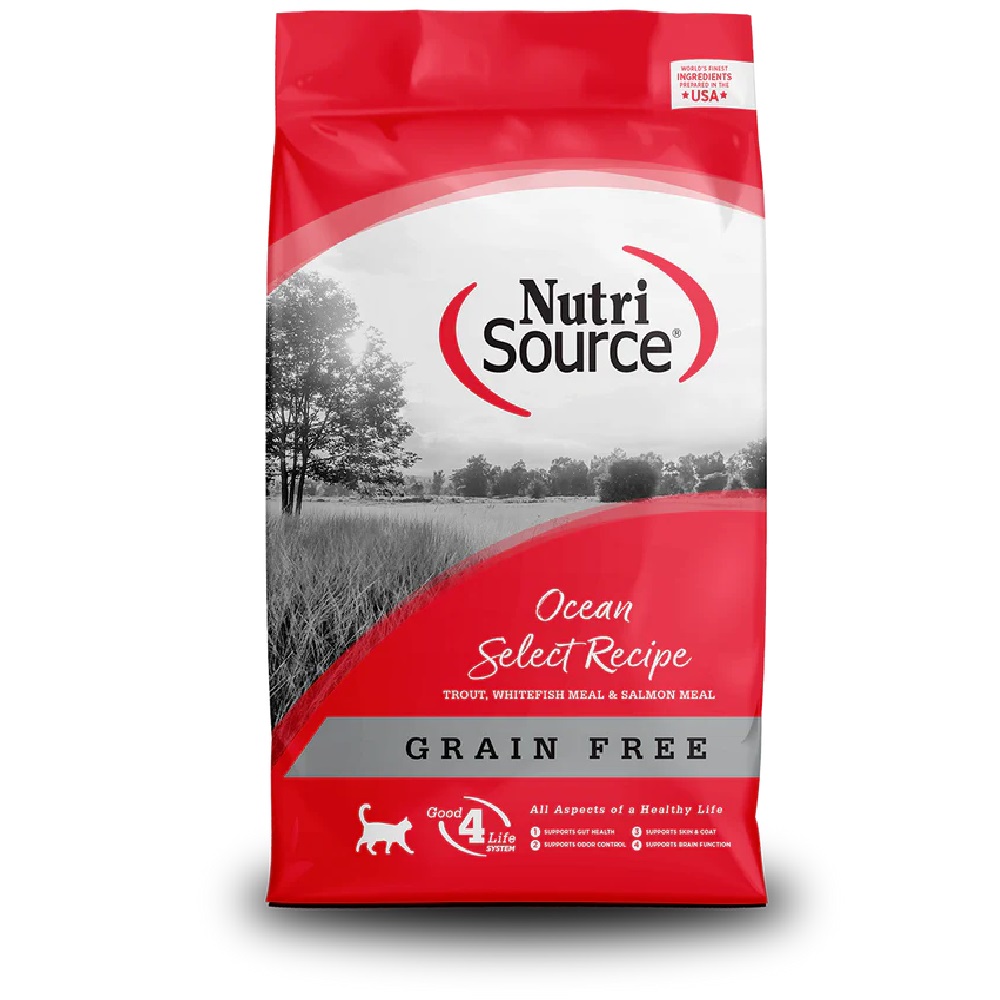 WORLD'S FINEST
INGREDIENTS
PREPARED IN THE
★USA★
Nutri
Source®
Ocean
Select Recipe
TROUT, WHITEFISH MEAL & SALMON MEAL
GRAIN FREE
Good 4 Life
SYSTEM
All Aspects of a Healthy Life
1 SUPPORTS GUT HEALTH 3 SUPPORTS SKIN & COAT
2 SUPPORTS ODOR CONTROL 4 SUPPORTS BRAIN FUNCTION